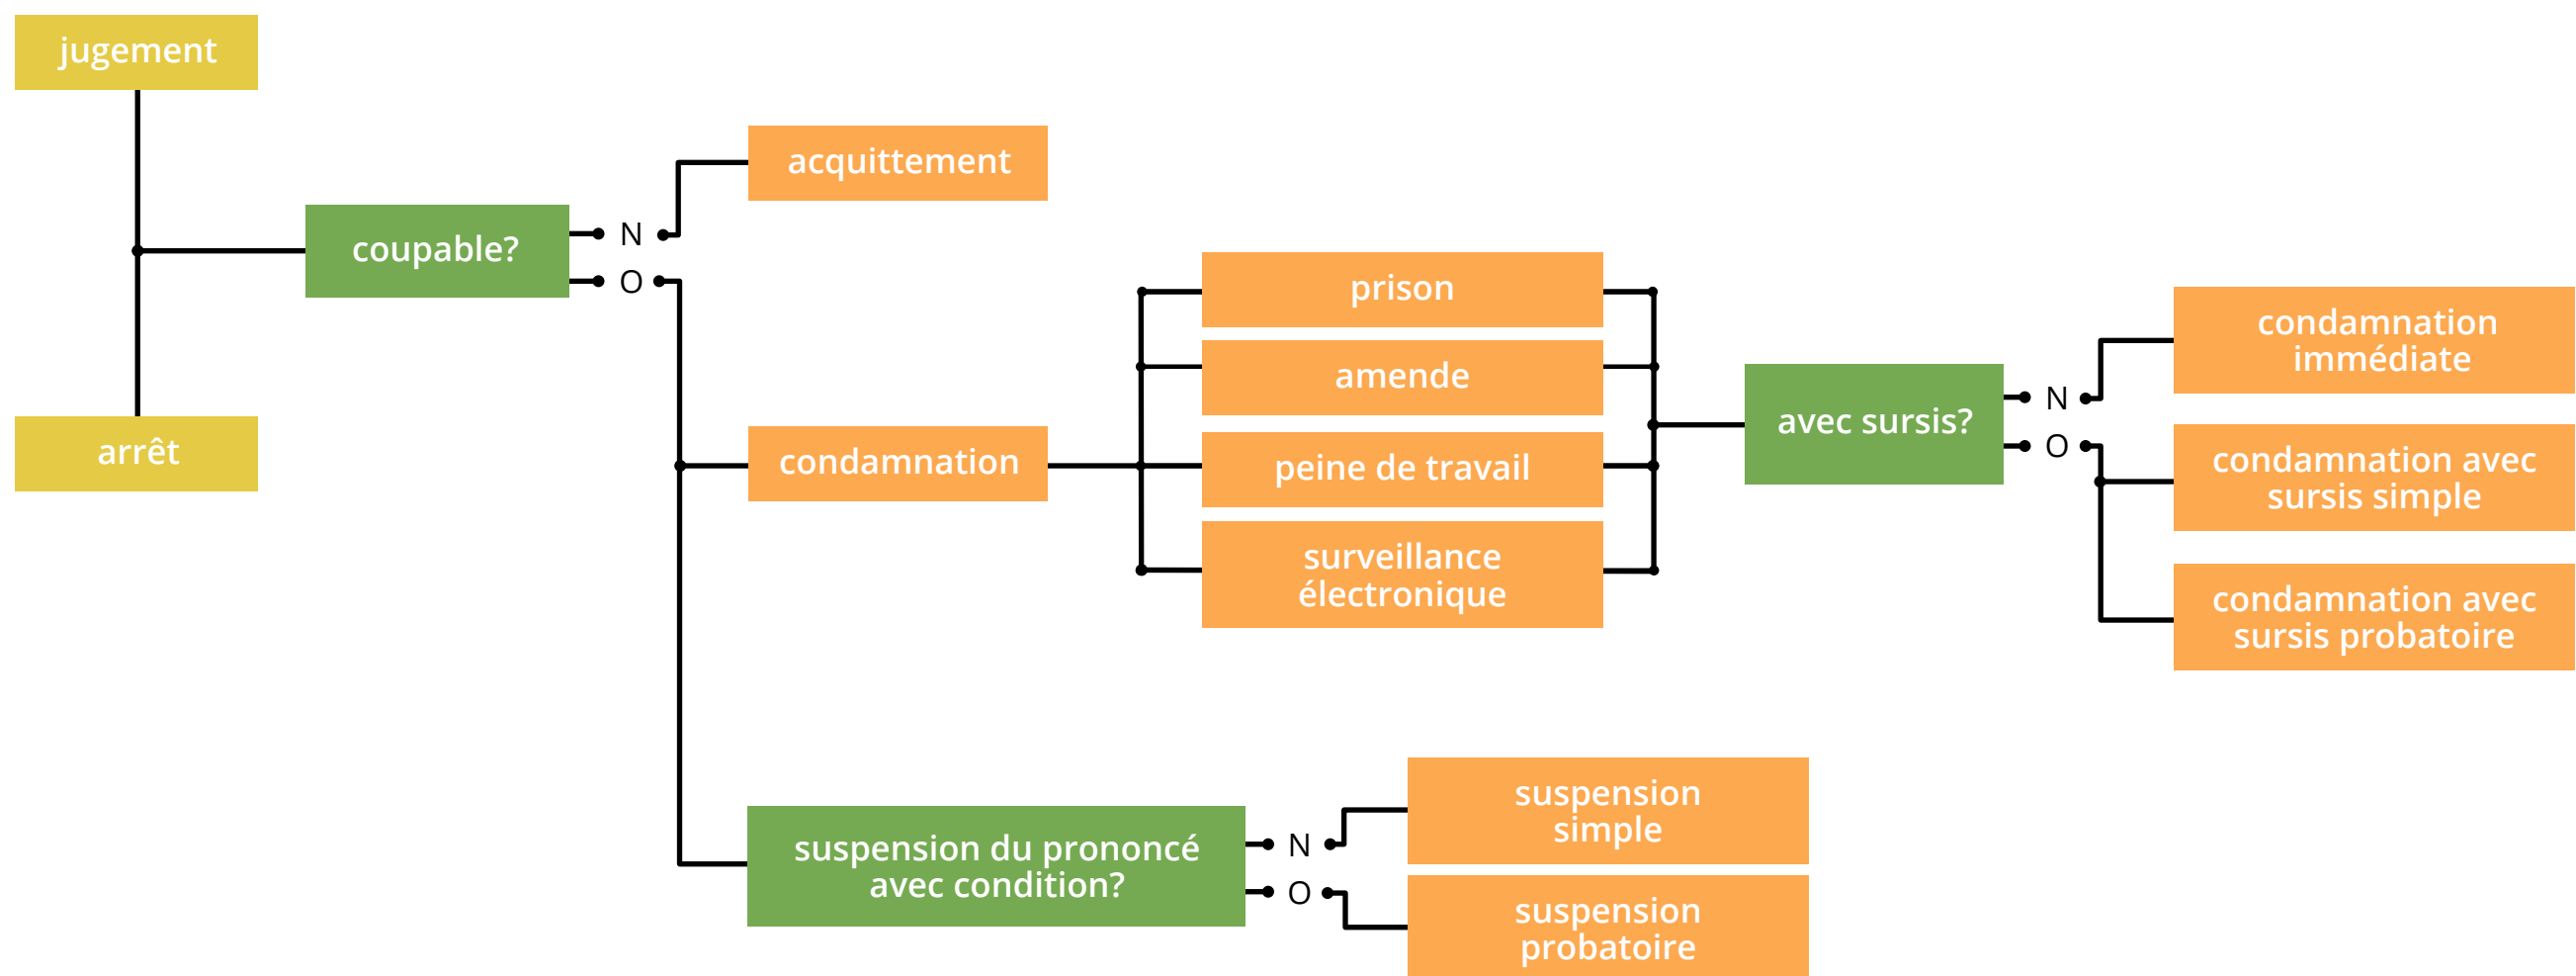 jugement
arrêt
coupable?
N
O
acquittement
condamnation
prison
amende
peine de travail
surveillance
électronique
avec sursis?
N
O
condamnation
immédiate
condamnation avec
sursis simple
condamnation avec
sursis probatoire
suspension du prononcé
avec condition?
N
O
suspension
simple
suspension
probatoire